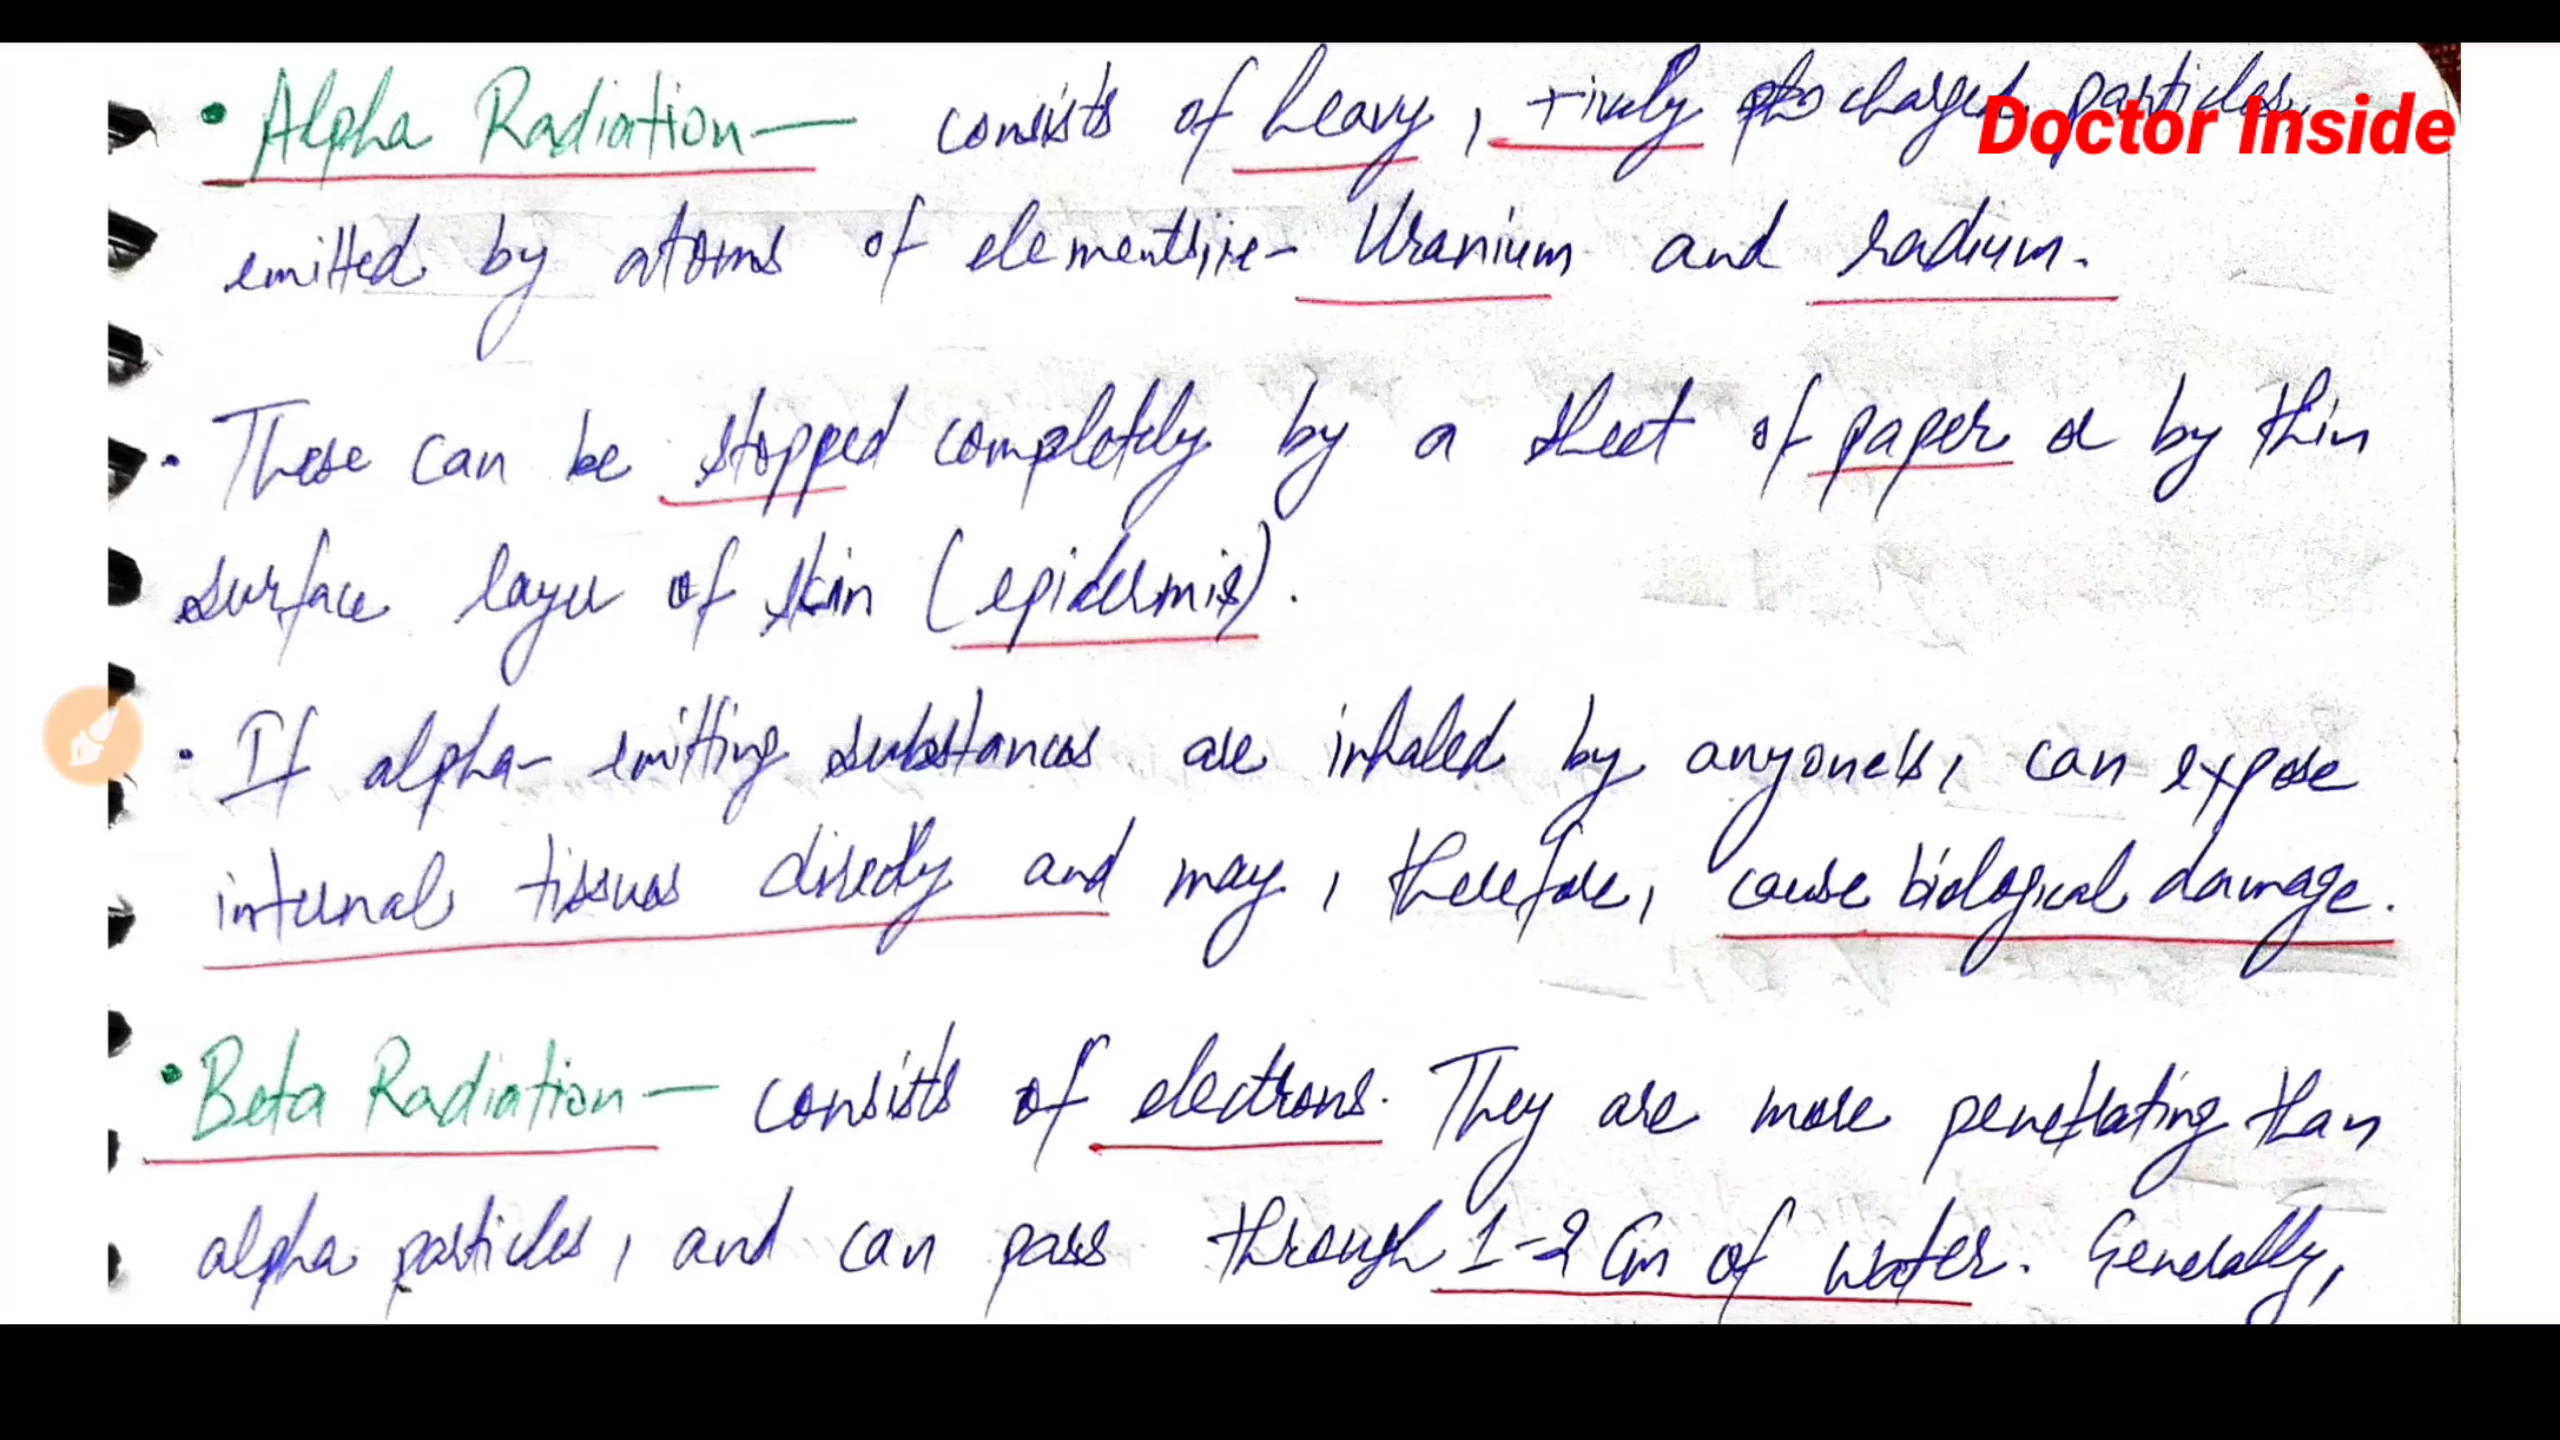 • Alpha Radiation — consists of heavy, +ively charged particles,
Doctor Inside
emitted by atoms of elements, ie- Uranium and radium.
• These can be stopped completely by a sheet of paper or by thin
surface layer of skin (epidermis).
• If alpha-emitting substances are inhaled by anyone's, can expose
internal tissues directly and may, therefore, cause biological damage.
• Beta Radiation — consists of electrons. They are more penetrating than
alpha particles, and can pass through 1-2 Cm of water. Generally,